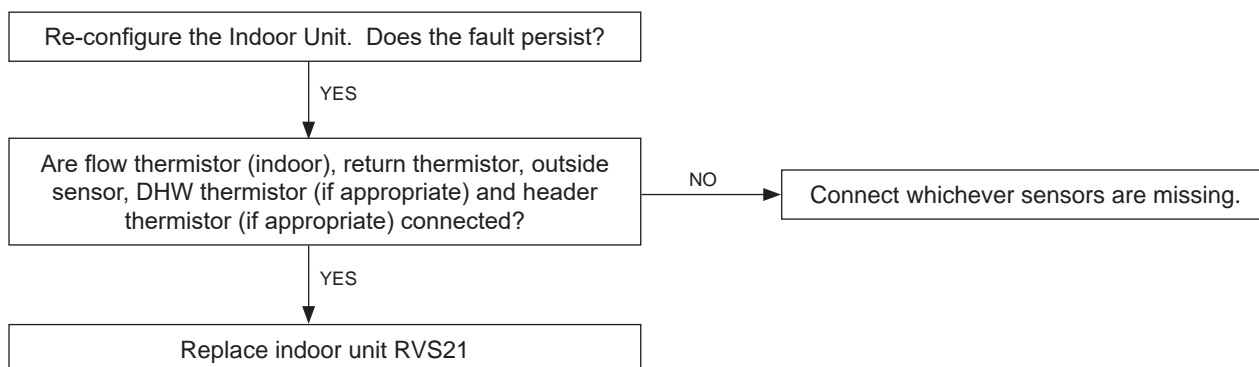 Re-configure the Indoor Unit.  Does the fault persist?
YES
Are flow thermistor (indoor), return thermistor, outside
sensor, DHW thermistor (if appropriate) and header
thermistor (if appropriate) connected?
NO
Connect whichever sensors are missing.
YES
Replace indoor unit RVS21